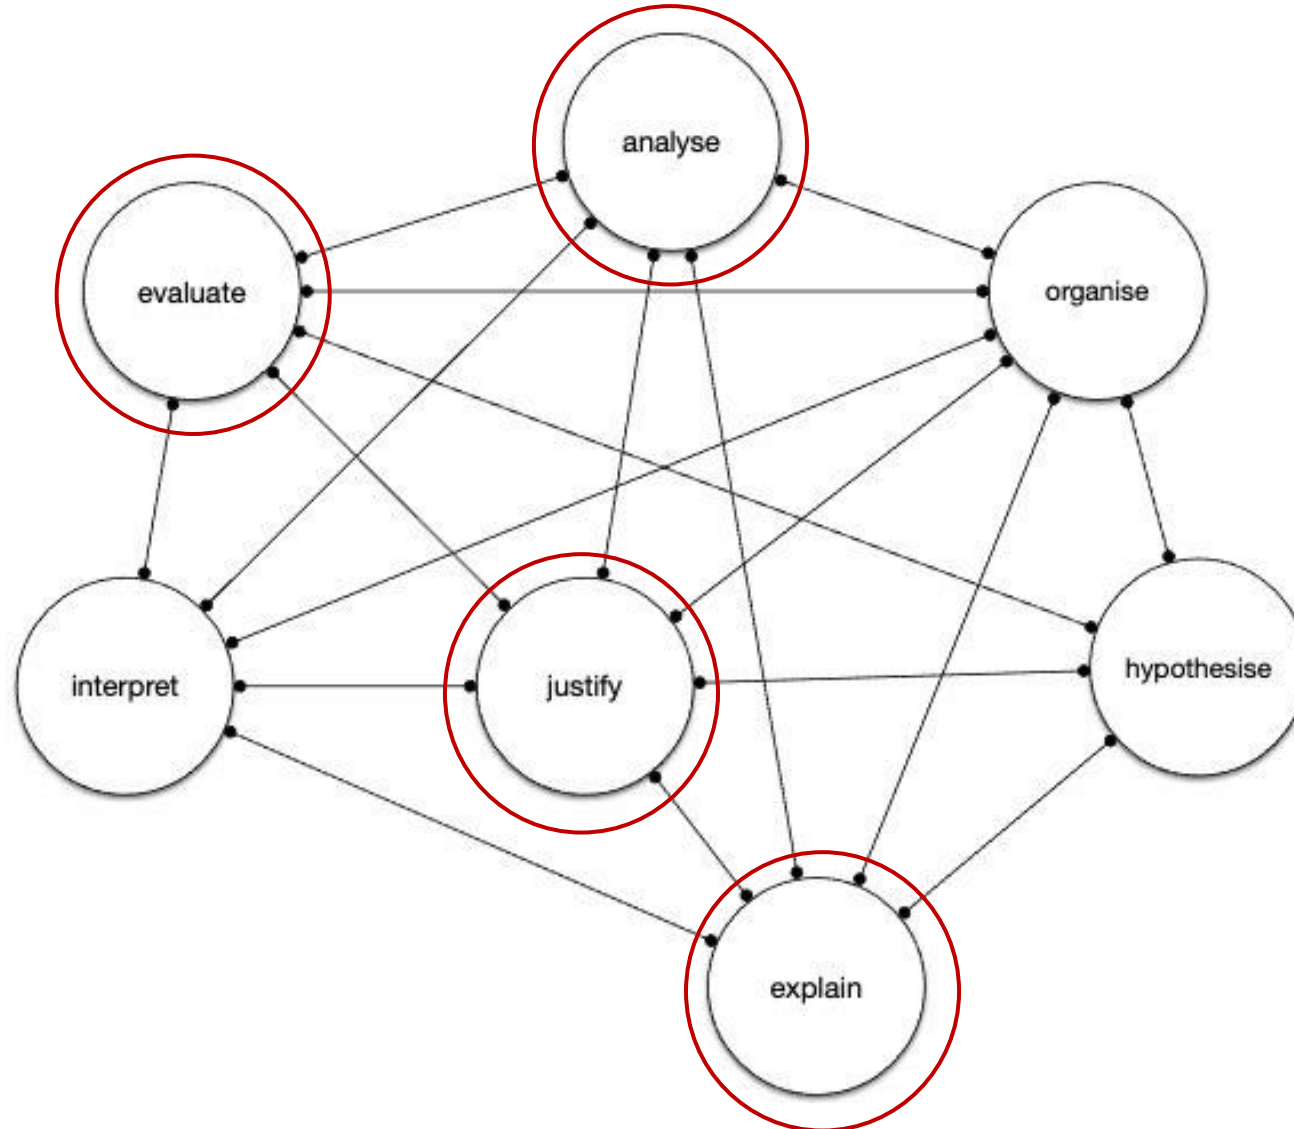 analyse
evaluate
organise
interpret
justify
hypothesise
explain